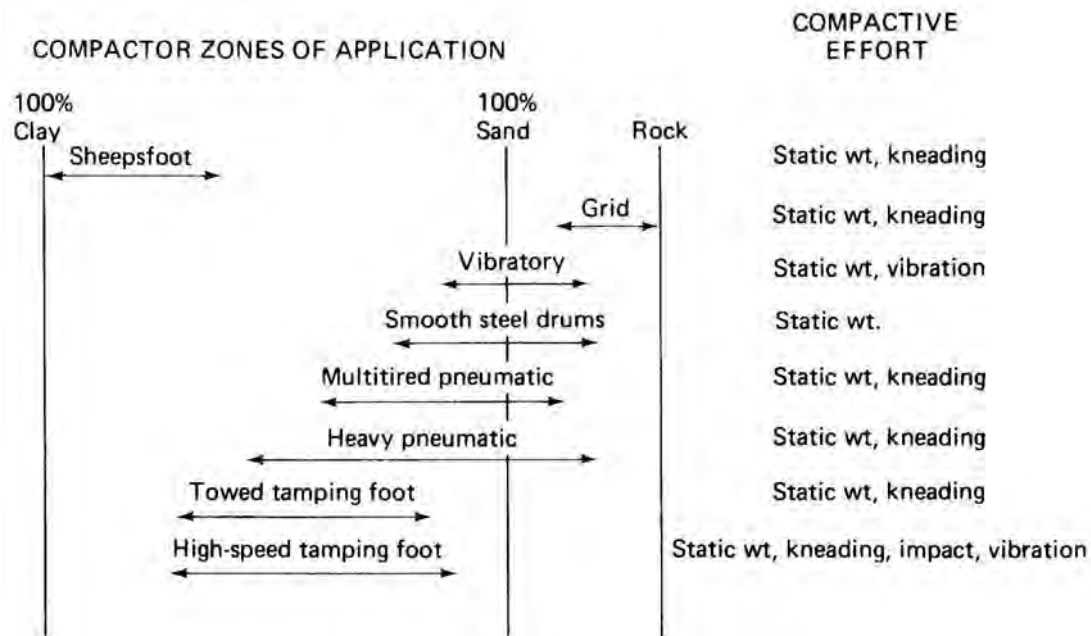 COMPACTOR ZONES OF APPLICATION
COMPACTIVE
EFFORT
100%
Clay
100%
Sand
Rock
Sheepsfoot
Static wt, kneading
Grid
Static wt, kneading
Vibratory
Static wt, vibration
Smooth steel drums
Static wt.
Multitired pneumatic
Static wt, kneading
Heavy pneumatic
Static wt, kneading
Towed tamping foot
Static wt, kneading
High-speed tamping foot
Static wt, kneading, impact, vibration